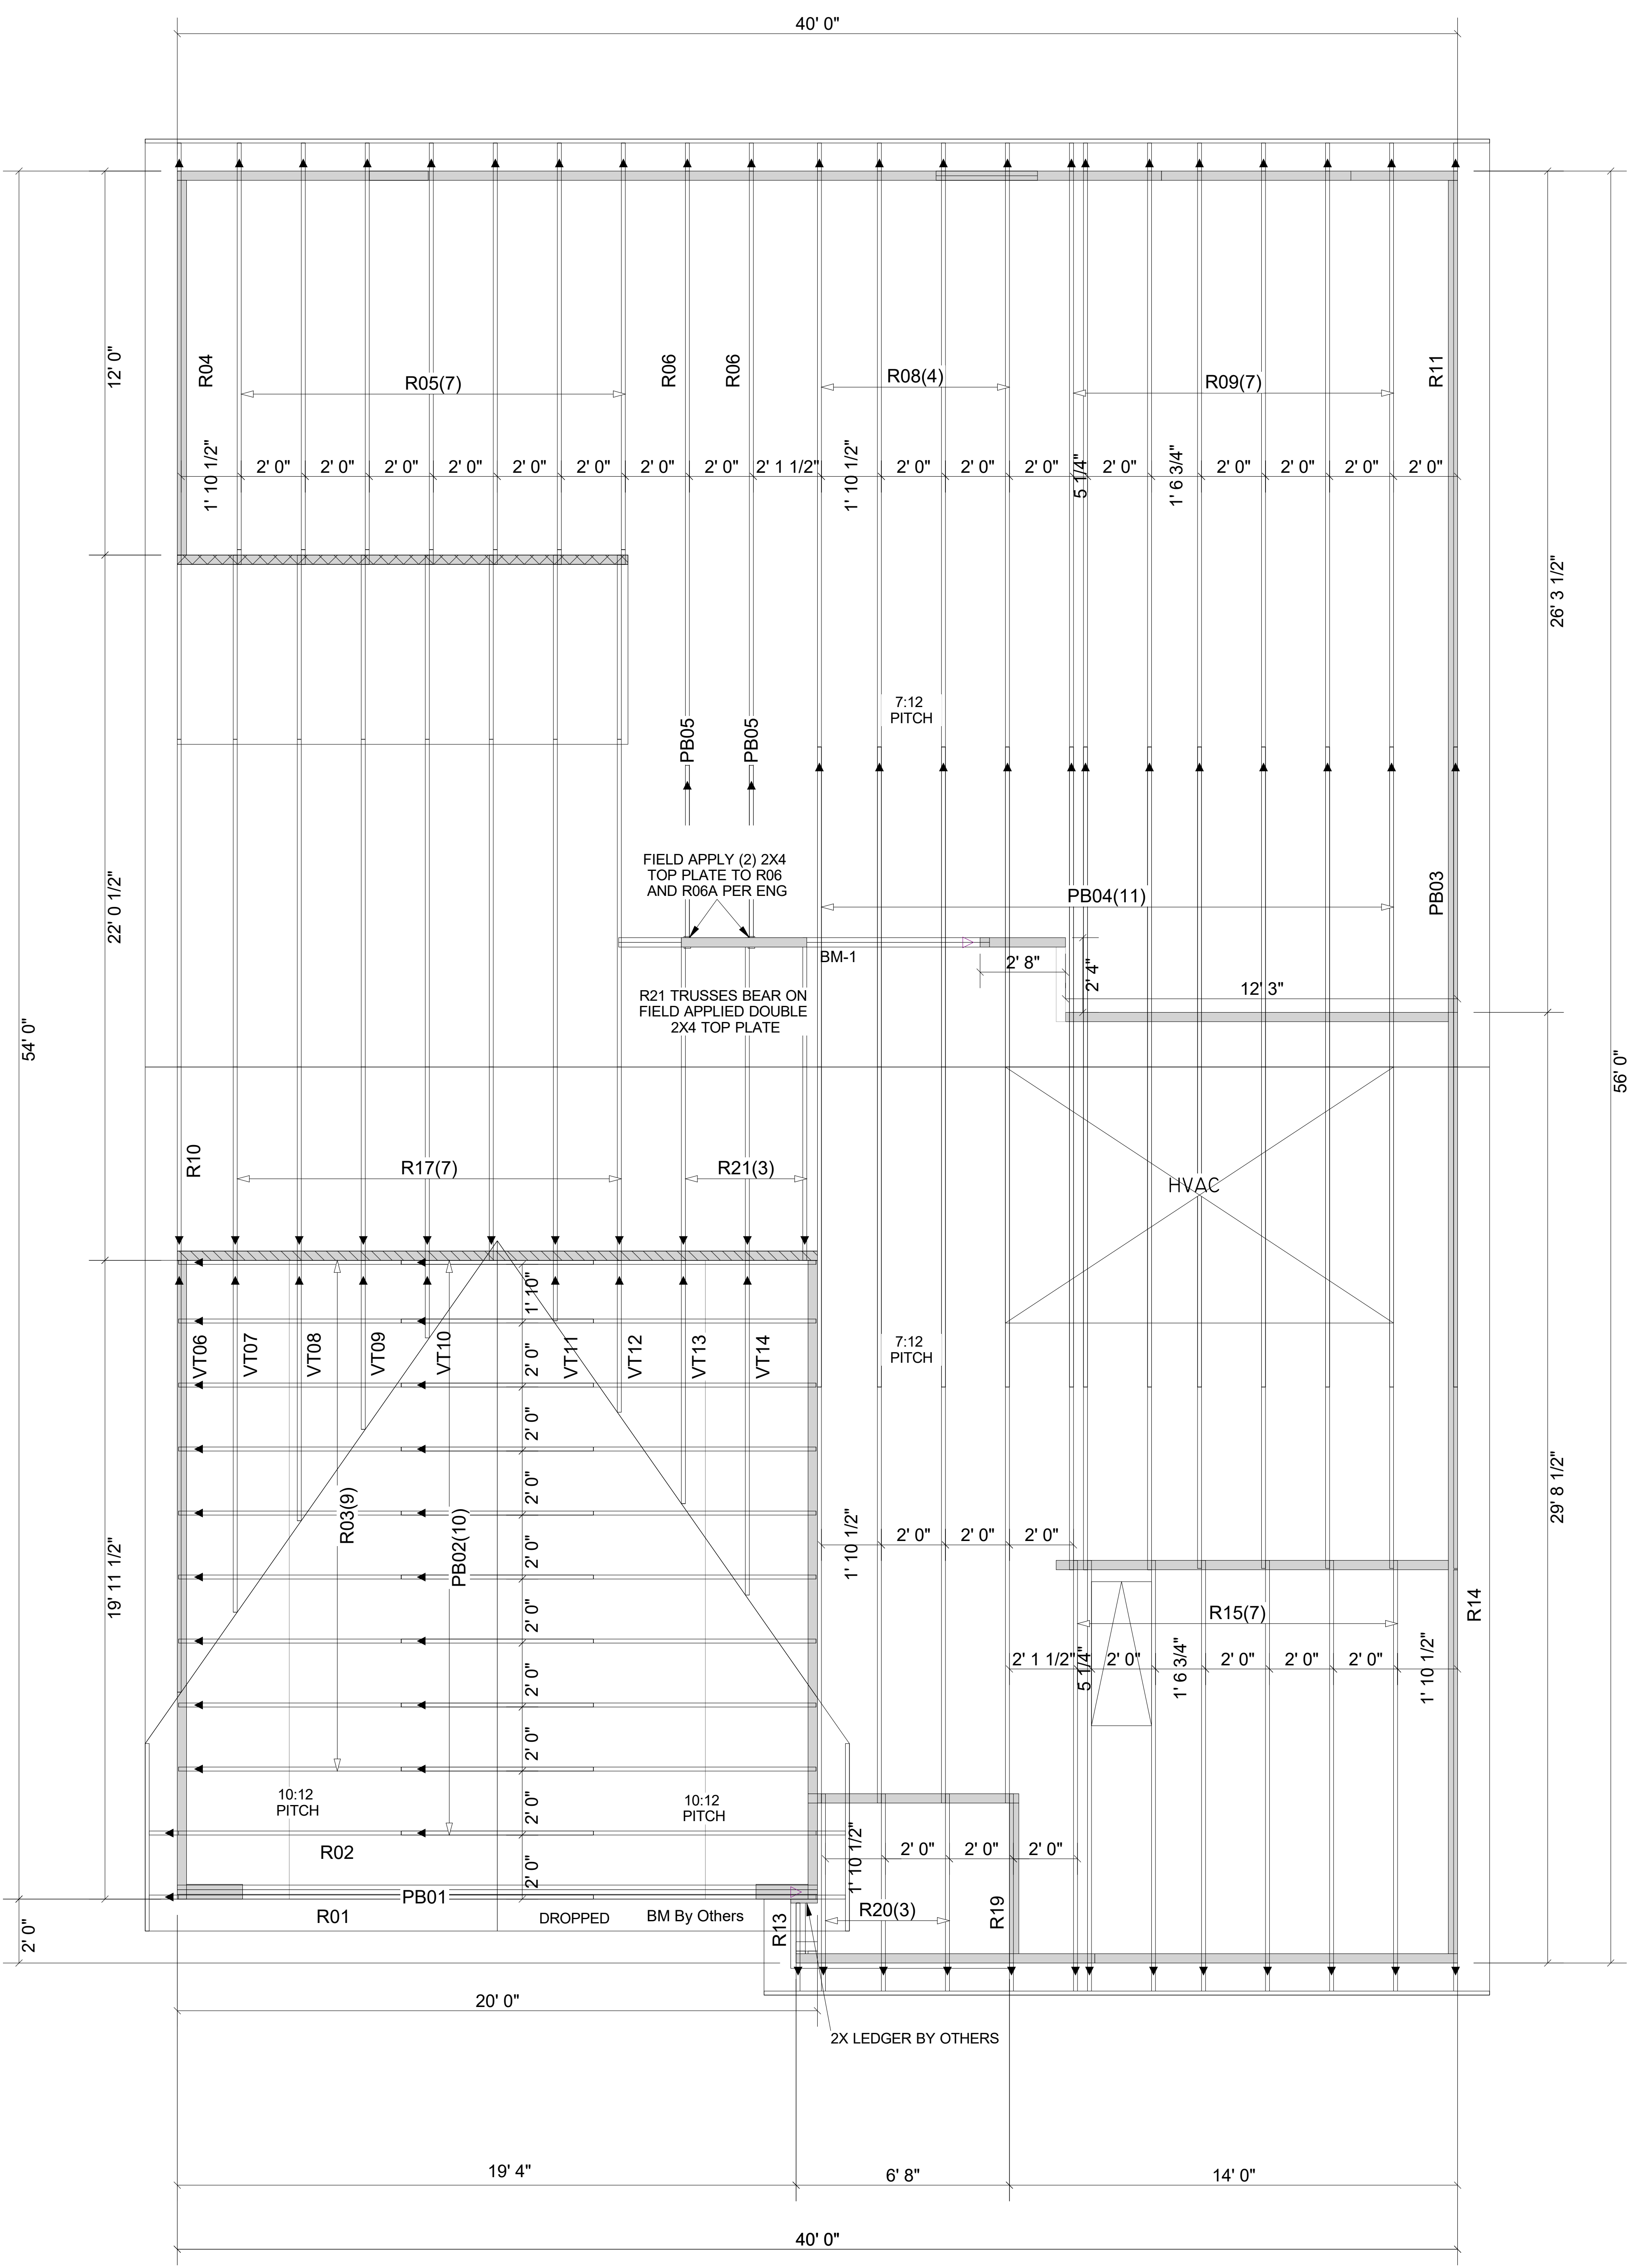 40' 0"
R04
R05(7)
R06
R06
R08(4)
R09(7)
R11
12' 0"
1' 10 1/2"
2' 0"
2' 0"
2' 0"
2' 0"
2' 0"
2' 0"
2' 0"
2' 0"
2' 1 1/2"
1' 10 1/2"
2' 0"
2' 0"
2' 0"
5 1/4"
2' 0"
1' 6 3/4"
2' 0"
2' 0"
2' 0"
2' 0"
26' 3 1/2"
7:12
PITCH
PB05
PB05
FIELD APPLY (2) 2X4
TOP PLATE TO R06
AND R06A PER ENG
PB04(11)
PB03
22' 0 1/2"
BM-1
2' 8"
2' 4"
12' 3"
R21 TRUSSES BEAR ON
FIELD APPLIED DOUBLE
2X4 TOP PLATE
54' 0"
56' 0"
R10
R17(7)
R21(3)
HVAC
1' 10"
VT06
VT07
VT08
VT09
VT10
VT11
VT12
VT13
VT14
2' 0"
7:12
PITCH
2' 0"
2' 0"
R03(9)
PB02(10)
2' 0"
2' 0"
2' 0"
2' 0"
2' 0"
2' 0"
1' 10 1/2"
2' 0"
2' 0"
2' 0"
19' 11 1/2"
29' 8 1/2"
R15(7)
R14
2' 1 1/2"
5 1/4"
2' 0"
1' 6 3/4"
2' 0"
2' 0"
2' 0"
1' 10 1/2"
10:12
PITCH
10:12
PITCH
R02
1' 10 1/2"
2' 0"
2' 0"
2' 0"
2' 0"
PB01
R01
DROPPED
BM By Others
R13
R20(3)
R19
2' 0"
20' 0"
2X LEDGER BY OTHERS
19' 4"
6' 8"
14' 0"
40' 0"